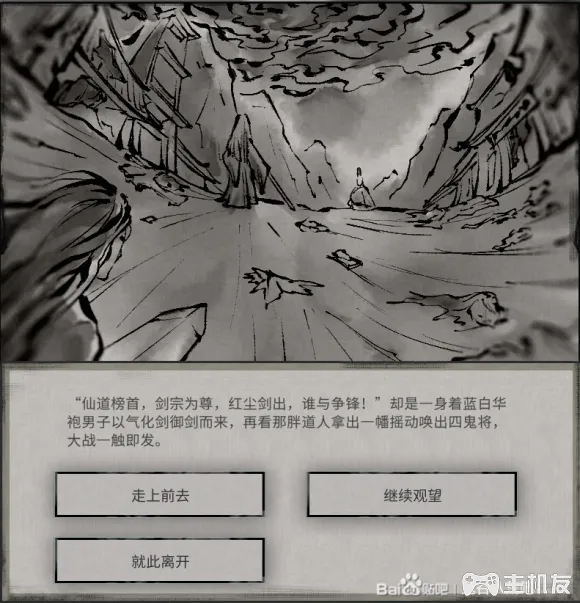 “仙道榜首，剑宗为尊，红尘剑出，谁与争锋！”却是一身着蓝白华
袍男子以气化剑御剑而来，再看那胖道人拿出一幡摇动唤出四鬼将，
大战一触即发。
走上前去
继续观望
就此离开
Bai 贴吧
主机友